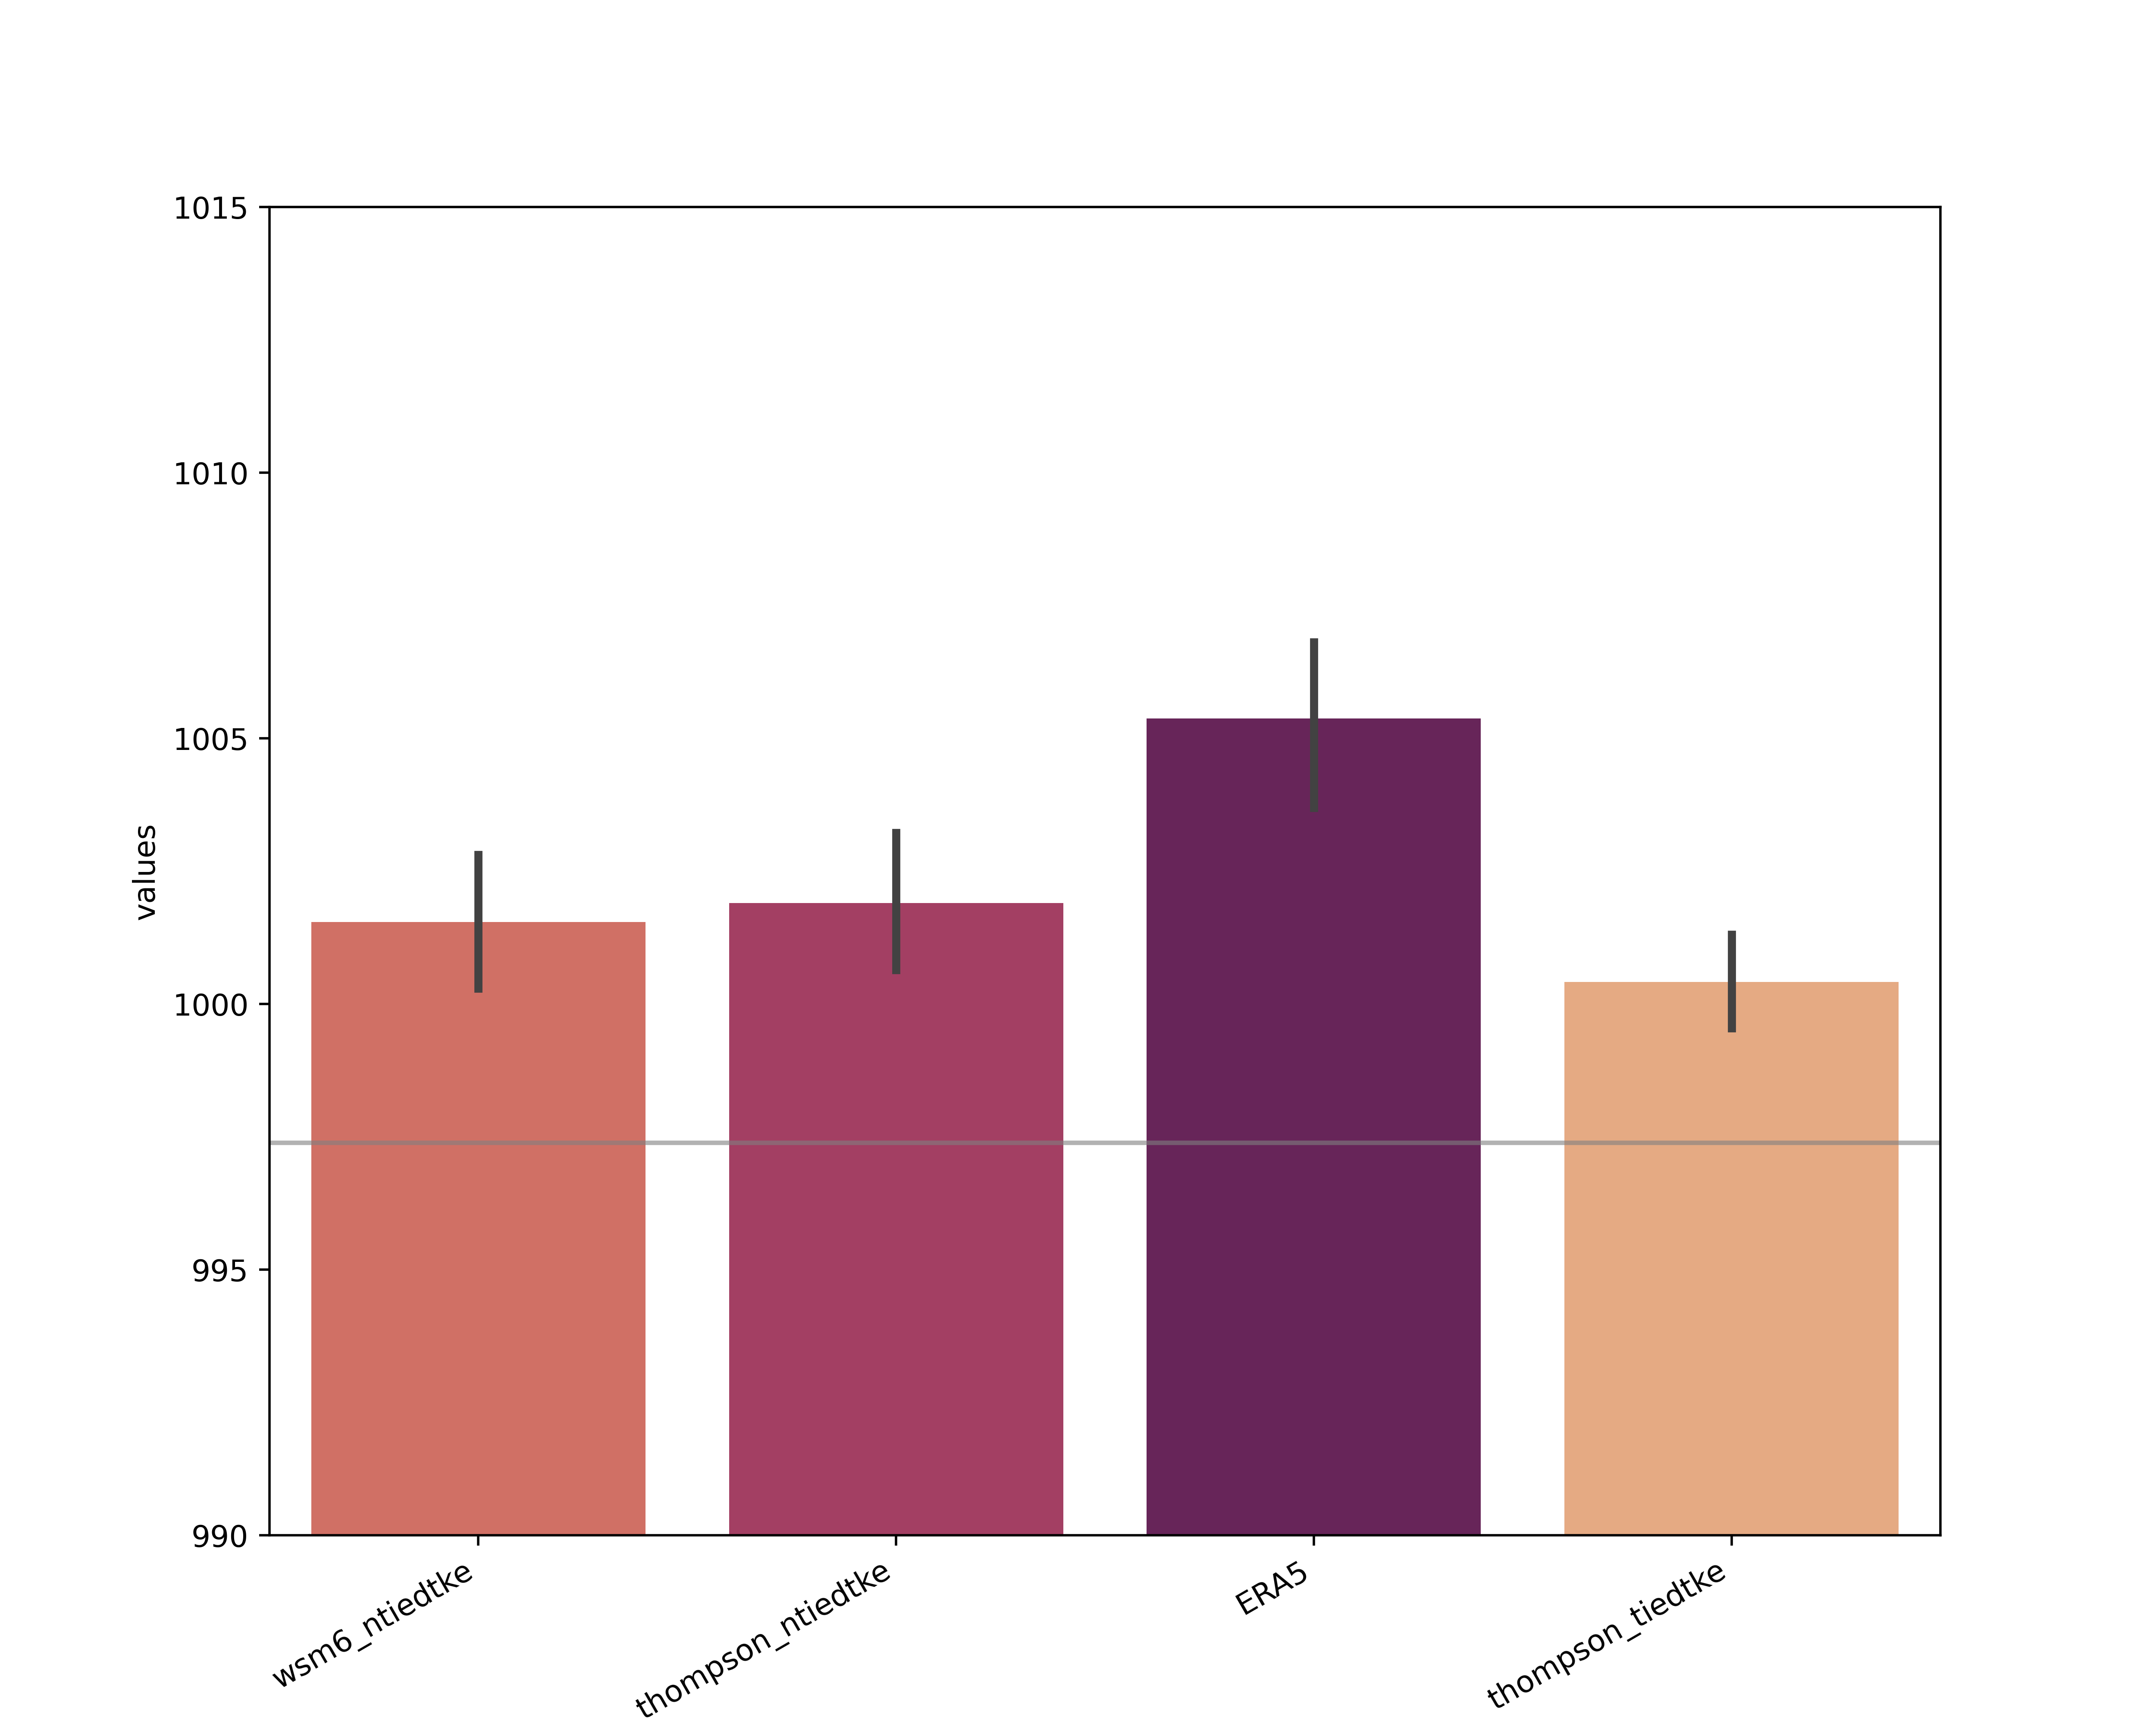 1015
1010
1005
1000
995
990
values
wsm6_ntiedtke
thompson_ntiedtke
ERA5
thompson_tiedtke